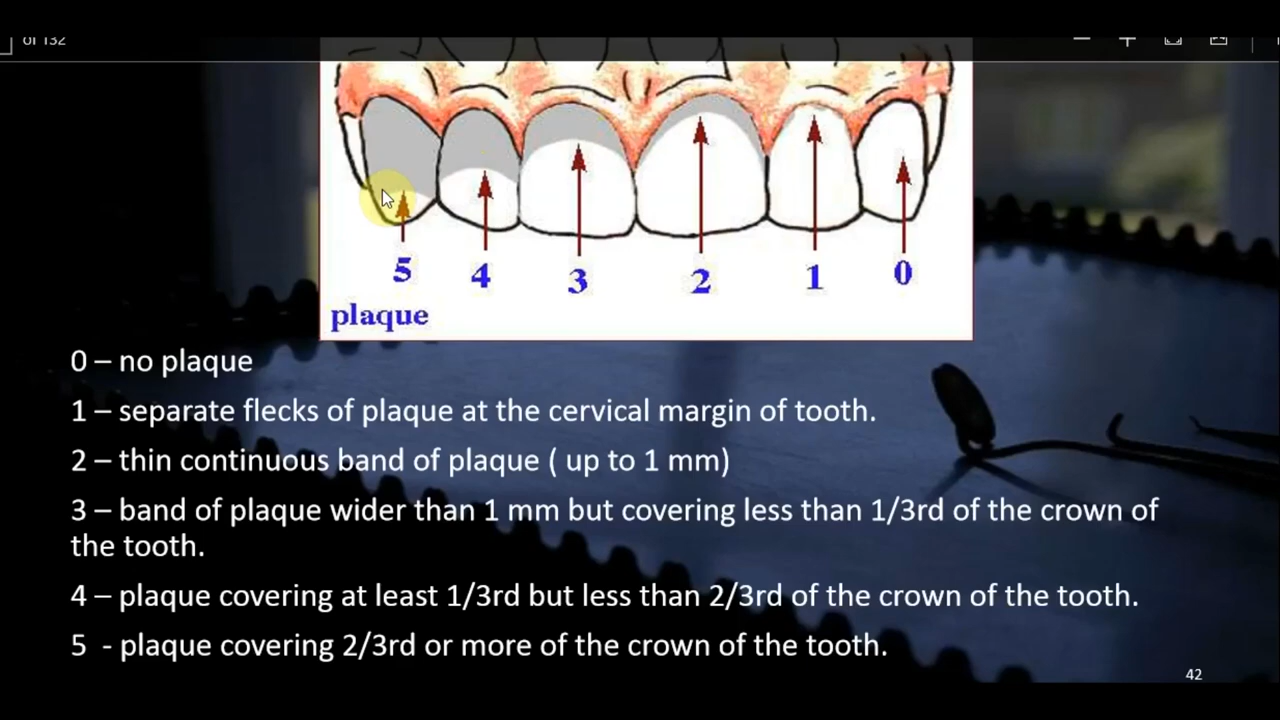 of 132
5 4 3 2 1 0
plaque
0 – no plaque
1 – separate flecks of plaque at the cervical margin of tooth.
2 – thin continuous band of plaque ( up to 1 mm)
3 – band of plaque wider than 1 mm but covering less than 1/3rd of the crown of
the tooth.
4 – plaque covering at least 1/3rd but less than 2/3rd of the crown of the tooth.
5 - plaque covering 2/3rd or more of the crown of the tooth.
42